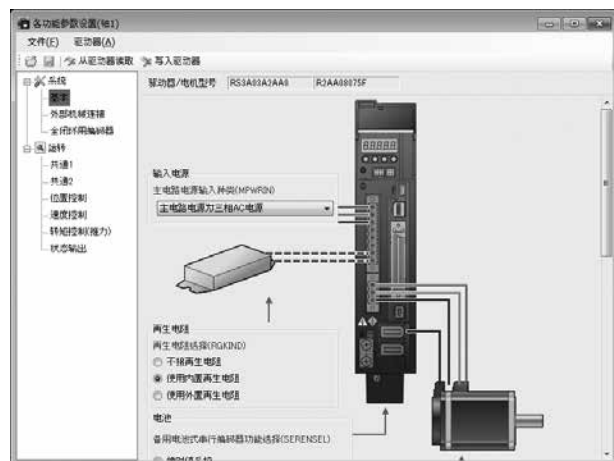 各功能参数设置(轴1)
文件(F) 驱动器(A)
从驱动器读取 写入驱动器
系统
基本
外部机械连接
全闭环用编码器
运转
共通1
共通2
位置控制
速度控制
转矩控制(推力)
状态输出
驱动器/电机型号 RS3A03A2AA0 R2AA08075F
输入电源
主电路电源输入种类(MPWRIN)
主电路电源为三相AC电源
再生电阻
再生电阻选择(RGKIND)
不接再生电阻
使用内置再生电阻
使用外置再生电阻
电池
备用电池式串行编码器功能选择(SERENSEL)